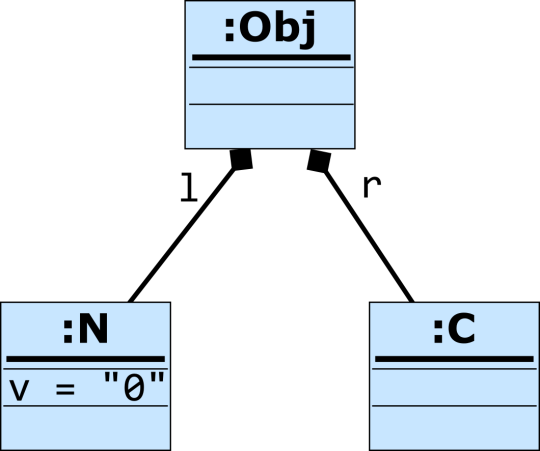 :Obj
l
r
:N
v = "0"
:C